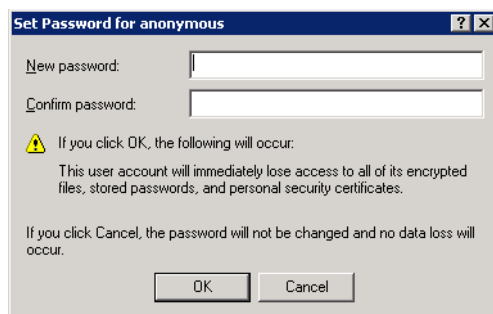 Set Password for anonymous
New password:
Confirm password:
If you click OK, the following will occur:
This user account will immediately lose access to all of its encrypted
files, stored passwords, and personal security certificates.
If you click Cancel, the password will not be changed and no data loss will
occur.
OK Cancel